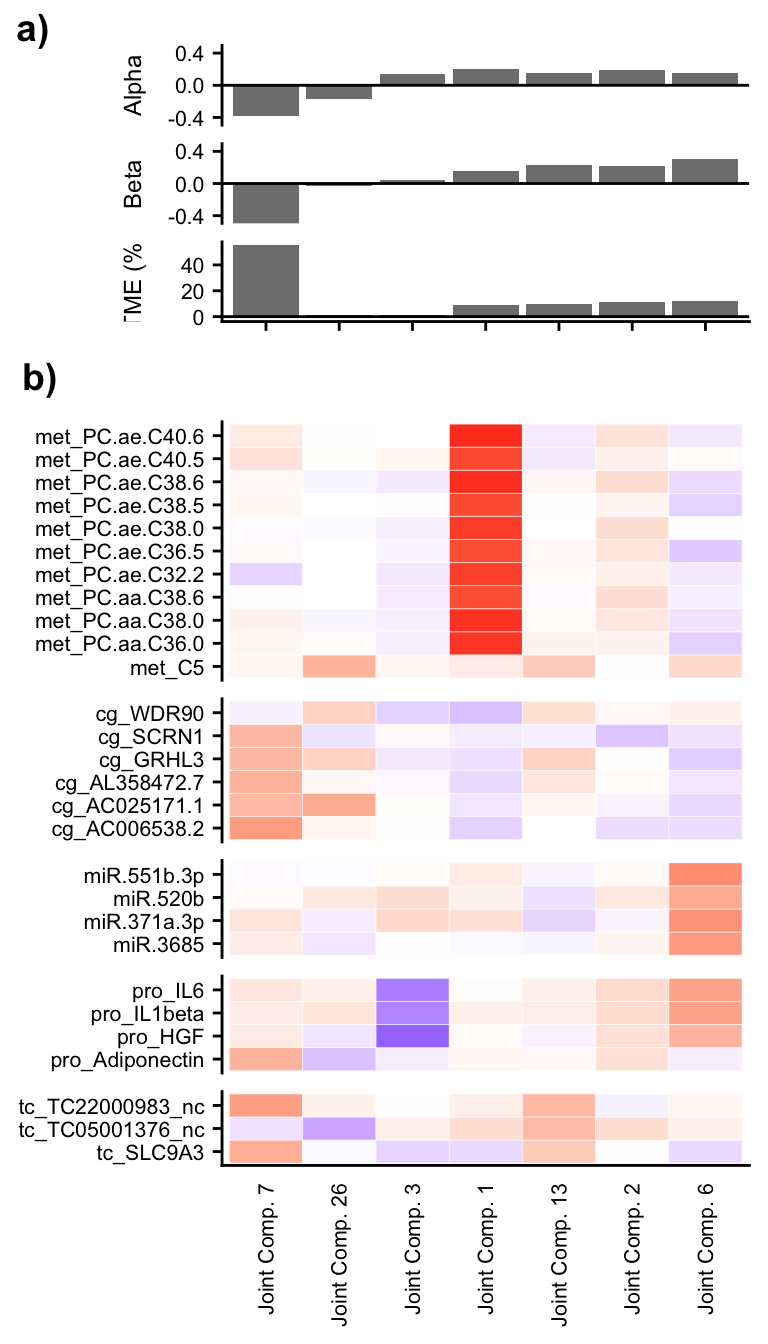 a)
Alpha
0.4
0.0
-0.4
Beta
0.4
0.0
-0.4
TME (%
40
20
0
b)
met_PC.ae.C40.6
met_PC.ae.C40.5
met_PC.ae.C38.6
met_PC.ae.C38.5
met_PC.ae.C38.0
met_PC.ae.C36.5
met_PC.ae.C32.2
met_PC.aa.C38.6
met_PC.aa.C38.0
met_PC.aa.C36.0
met_C5
cg_WDR90
cg_SCRN1
cg_GRHL3
cg_AL358472.7
cg_AC025171.1
cg_AC006538.2
miR.551b.3p
miR.520b
miR.371a.3p
miR.3685
pro_IL6
pro_IL1beta
pro_HGF
pro_Adiponectin
tc_TC22000983_nc
tc_TC05001376_nc
tc_SLC9A3
Joint Comp. 7
Joint Comp. 26
Joint Comp. 3
Joint Comp. 1
Joint Comp. 13
Joint Comp. 2
Joint Comp. 6